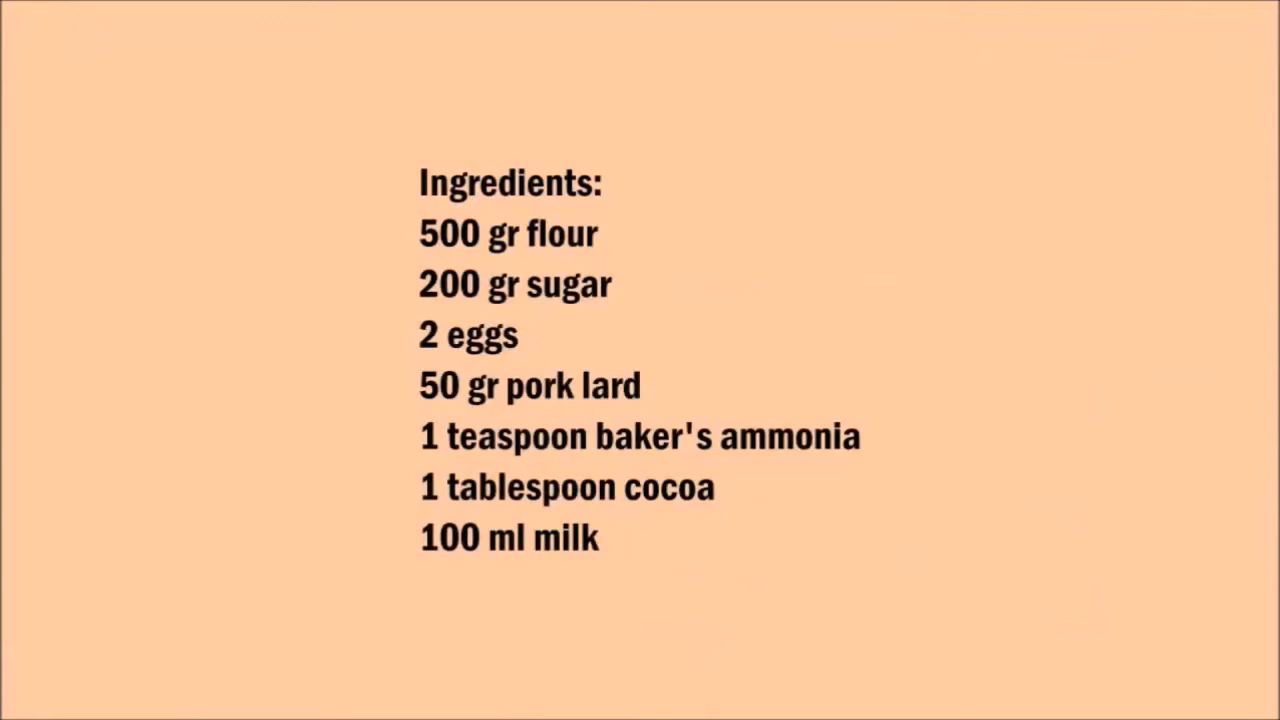 Ingredients:
500 gr flour
200 gr sugar
2 eggs
50 gr pork lard
1 teaspoon baker's ammonia
1 tablespoon cocoa
100 ml milk